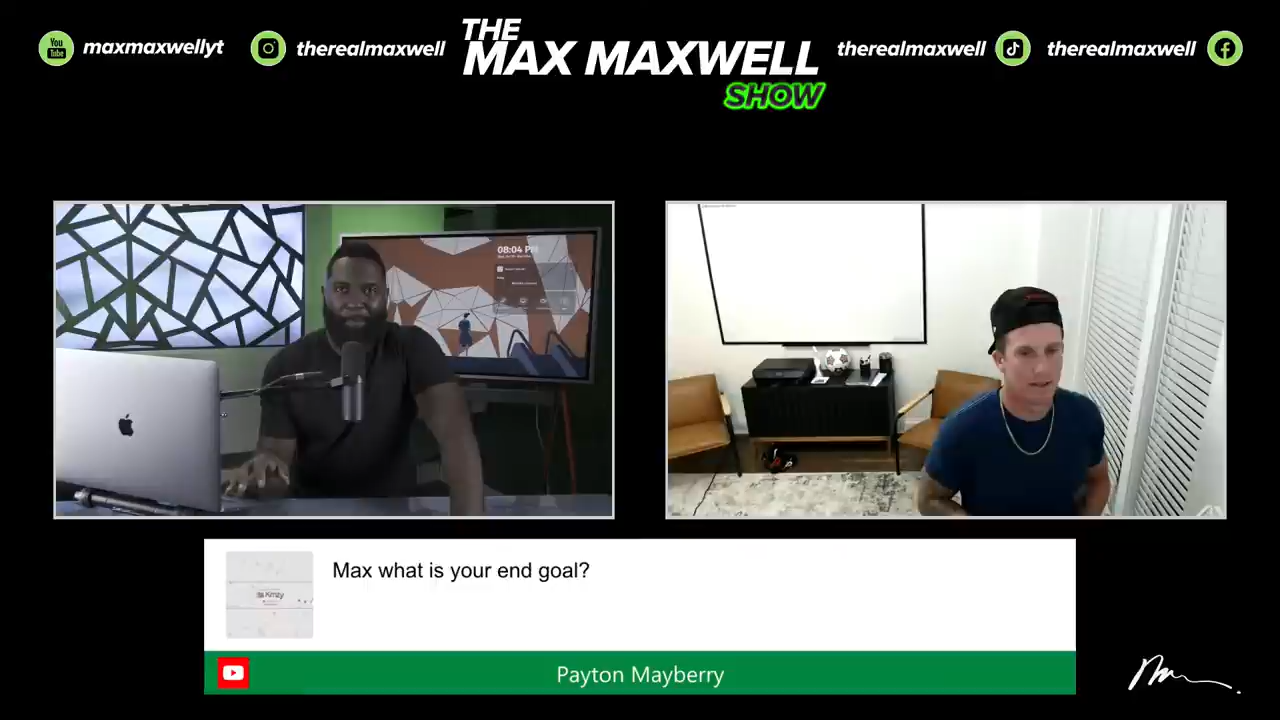 maxmaxwellyt
therealmaxwell
THE
MAX MAXWELL
SHOW
therealmaxwell
therealmaxwell
08:04 PM
Max what is your end goal?
Payton Mayberry